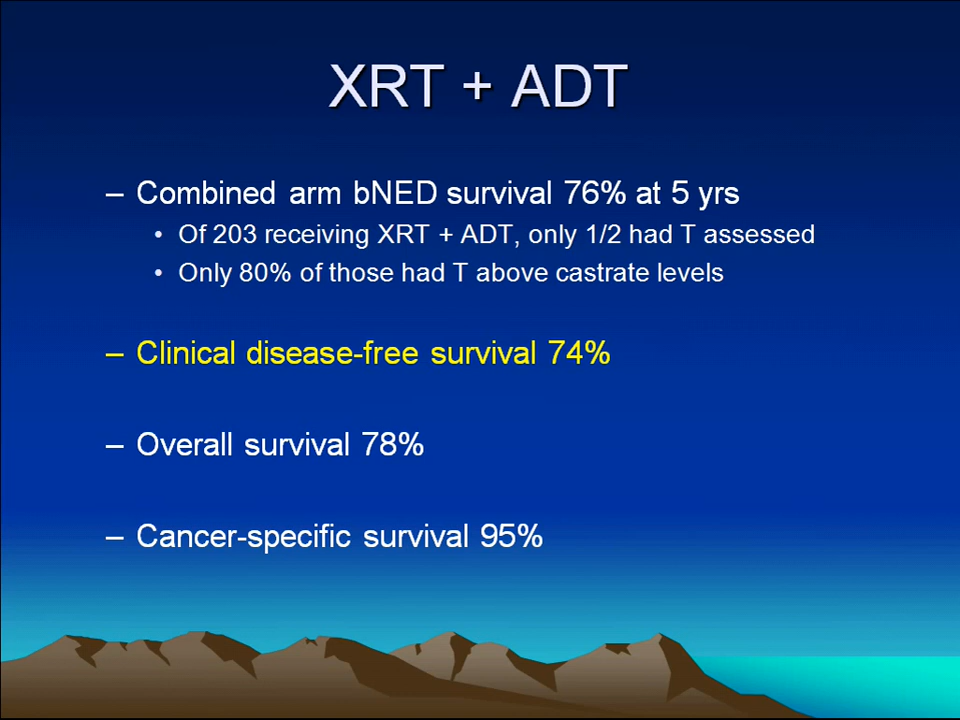 XRT + ADT
– Combined arm bNED survival 76% at 5 yrs
• Of 203 receiving XRT + ADT, only 1/2 had T assessed
• Only 80% of those had T above castrate levels
– Clinical disease-free survival 74%
– Overall survival 78%
– Cancer-specific survival 95%